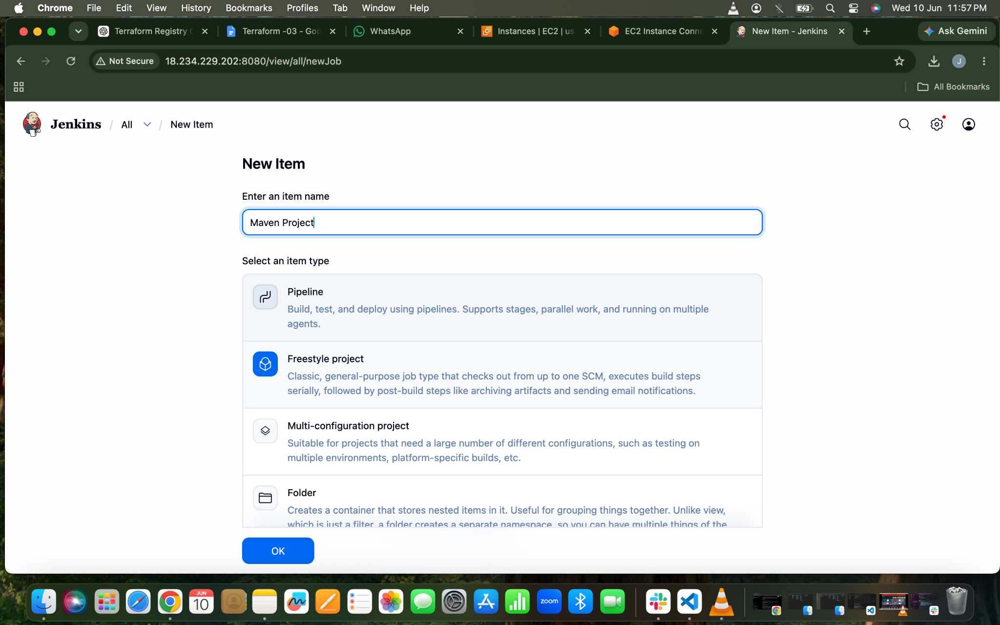 Chrome File Edit View History Bookmarks Profiles Tab Window Help Wed 10 Jun 11:57 PM
Terraform Registry Terraform -03 - Goo WhatsApp Instances | EC2 | us- EC2 Instance Conne New Item - Jenkins Ask Gemini
Not Secure 18.234.229.202:8080/view/all/newJob J
All Bookmarks
Jenkins / All / New Item
New Item
Enter an item name
Maven Project
Select an item type
Pipeline
Build, test, and deploy using pipelines. Supports stages, parallel work, and running on multiple
agents.
Freestyle project
Classic, general-purpose job type that checks out from up to one SCM, executes build steps
serially, followed by post-build steps like archiving artifacts and sending email notifications.
Multi-configuration project
Suitable for projects that need a large number of different configurations, such as testing on
multiple environments, platform-specific builds, etc.
Folder
Creates a container that stores nested items in it. Useful for grouping things together. Unlike view,
which is just a filter, a folder creates a separate namespace, so you can have multiple things of the
OK
JUN
10
zoom